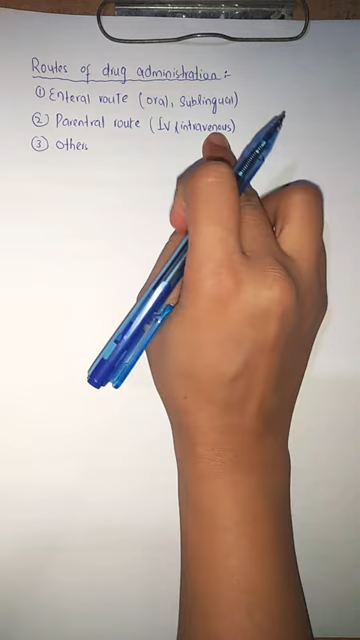 Routes of drug administration :-
① Enteral route (oral, Sublingual)
② Parentral route (IV (intravenous)
③ Others